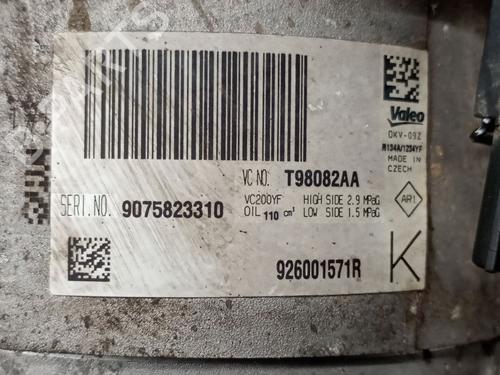 Valeo
DKV-09Z
R134A/1234YF
MADE IN
CZECH
VC NO. T98082AA
SERI.NO. 9075823310
VC200YF HIGH SIDE 2.9 MPaG
OIL 110 cm³ LOW SIDE 1.5 MPaG
AR1
926001571R
K